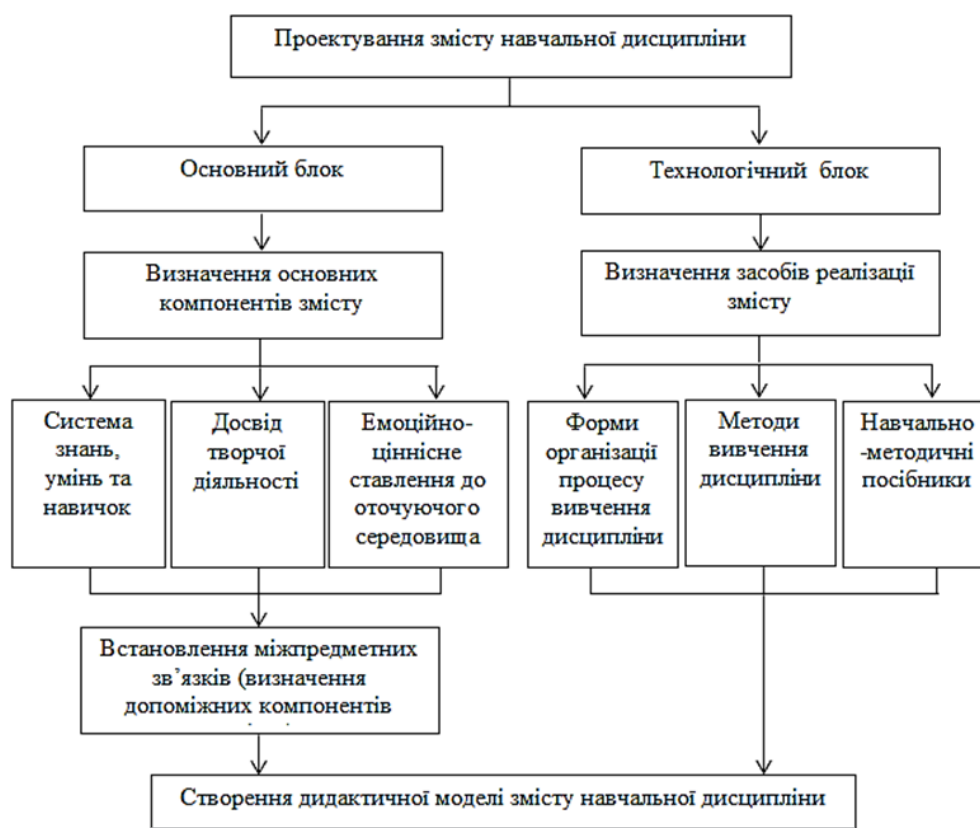 Проектування змісту навчальної дисципліни
Основний блок
Технологічний блок
Визначення основних
компонентів змісту
Визначення засобів реалізації
змісту
Система
знань,
умінь та
навичок
Досвід
творчої
діяльності
Емоційно-
ціннісне
ставлення до
оточуючого
середовища
Форми
організації
процесу
вивчення
дисципліни
Методи
вивчення
дисципліни
Навчально
-методичні
посібники
Встановлення міжпредметних
зв’язків (визначення
допоміжних компонентів
Створення дидактичної моделі змісту навчальної дисципліни